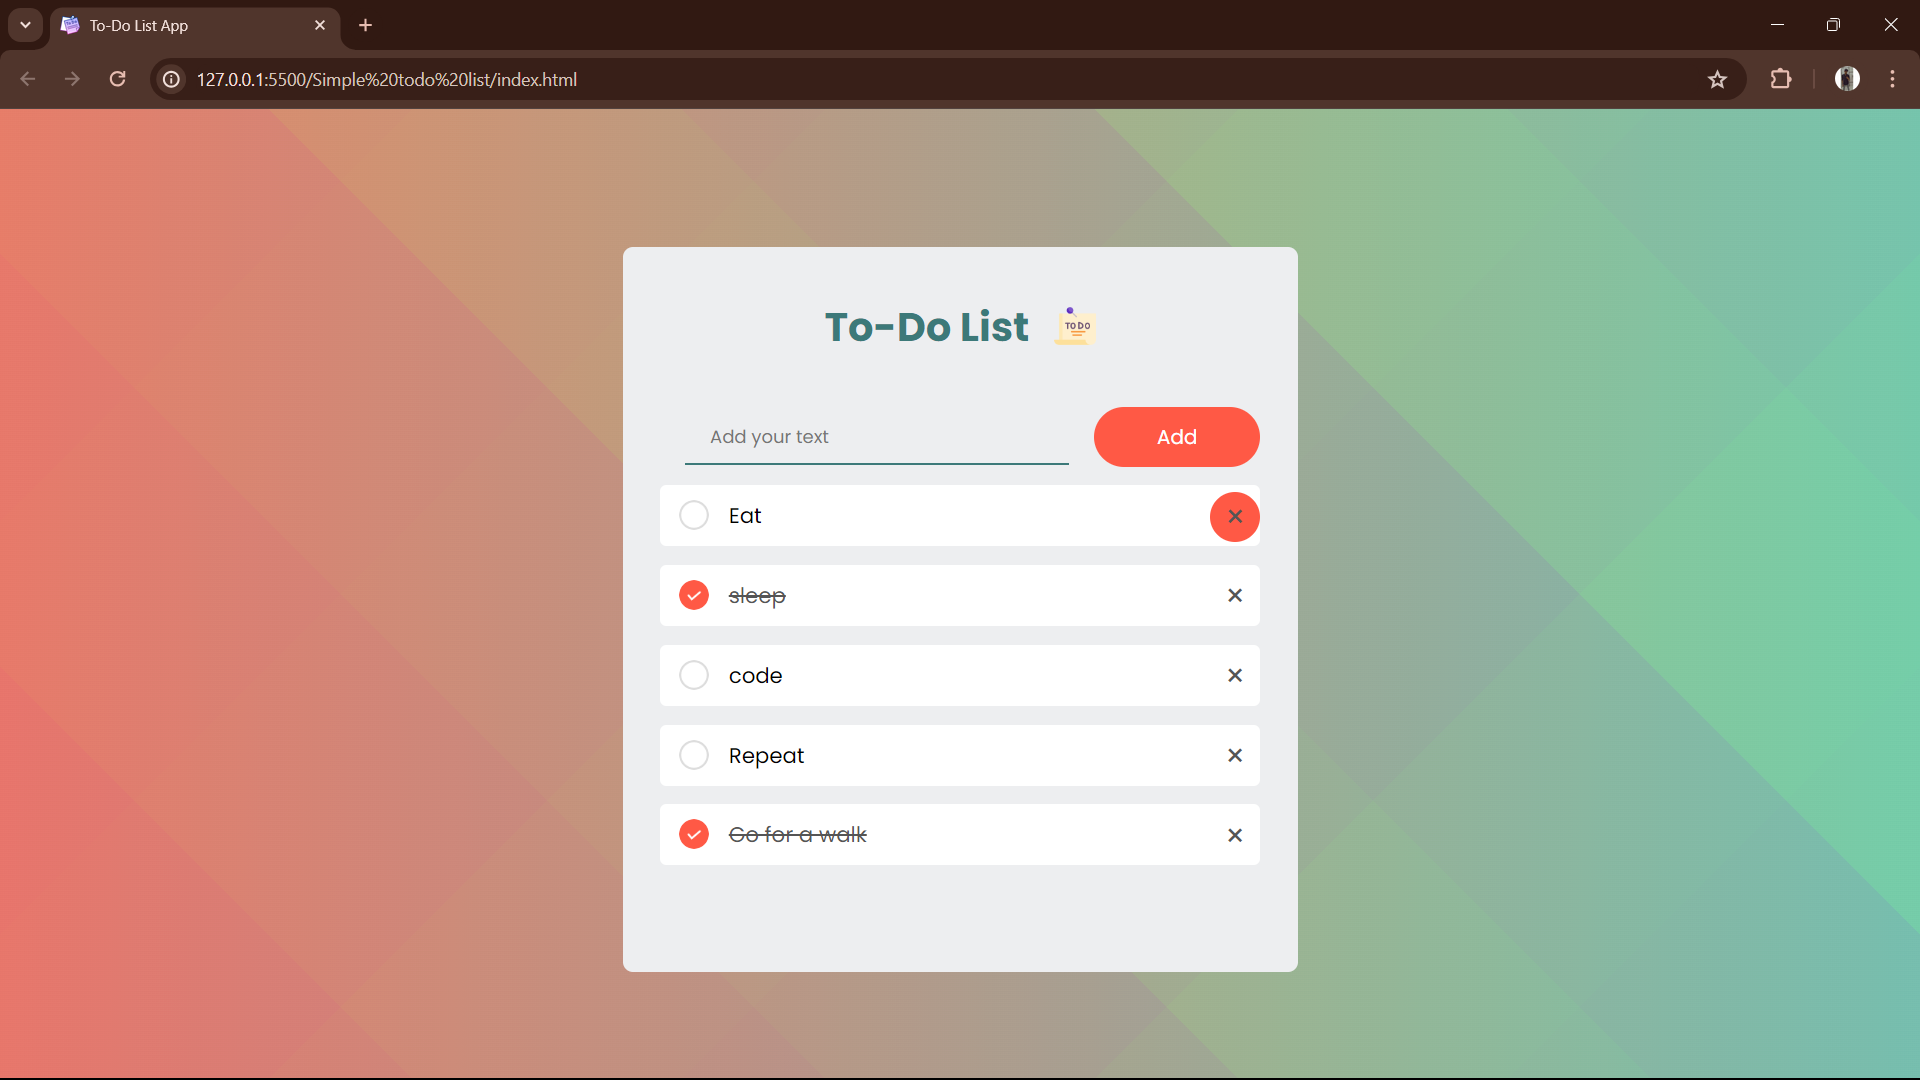 To-Do List App
127.0.0.1:5500/Simple%20todo%20list/index.html
To-Do List
TO DO
Add your text
Add
Eat
sleep
code
Repeat
Go for a walk